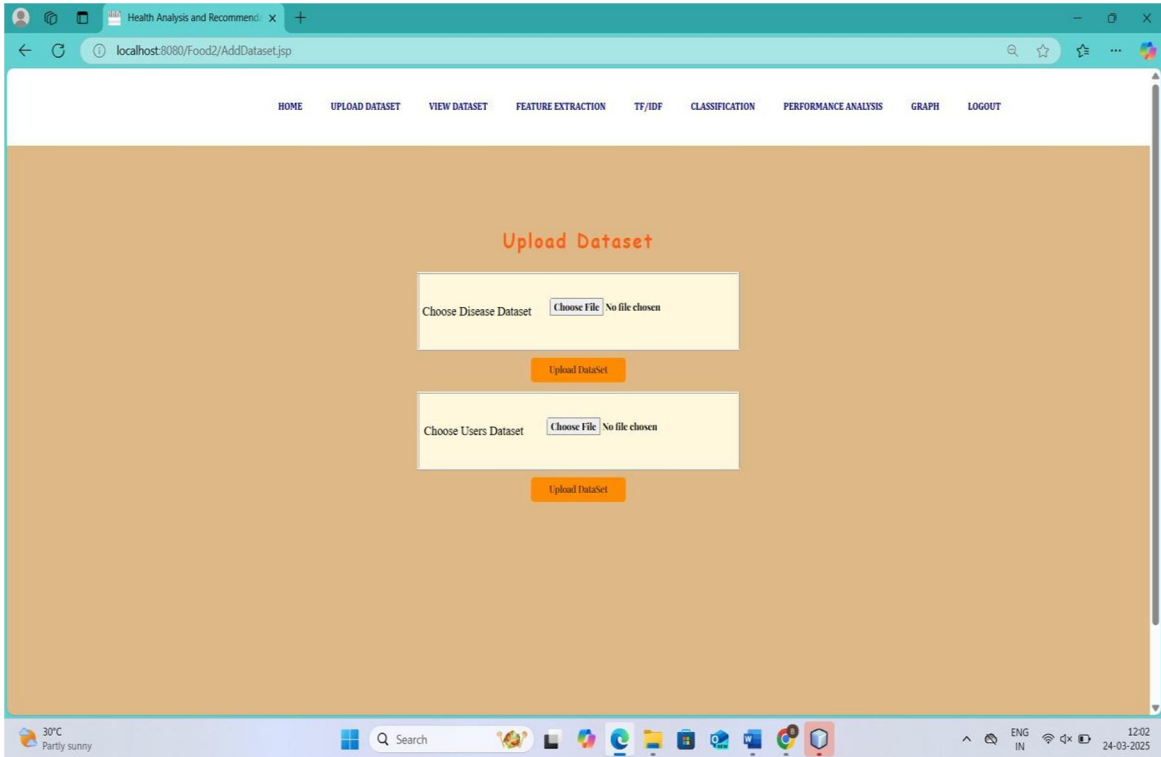 Health Analysis and Recommend
localhost:8080/Food2/AddDataset.jsp
HOME UPLOAD DATASET VIEW DATASET FEATURE EXTRACTION TF/IDF CLASSIFICATION PERFORMANCE ANALYSIS GRAPH LOGOUT
Upload Dataset
Choose Disease Dataset Choose File No file chosen
Upload DataSet
Choose Users Dataset Choose File No file chosen
Upload DataSet
30°C
Partly sunny
Search
ENG
IN
12:02
24-03-2025